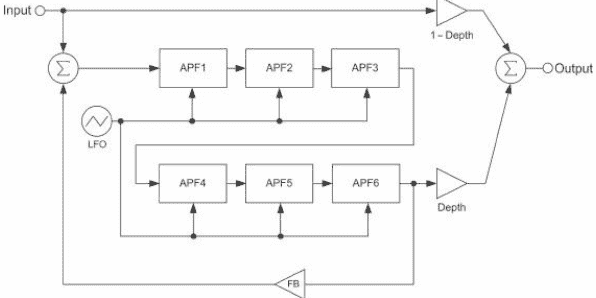 Input
1 – Depth
Σ
APF1
APF2
APF3
Σ
Output
LFO
APF4
APF5
APF6
Depth
FB